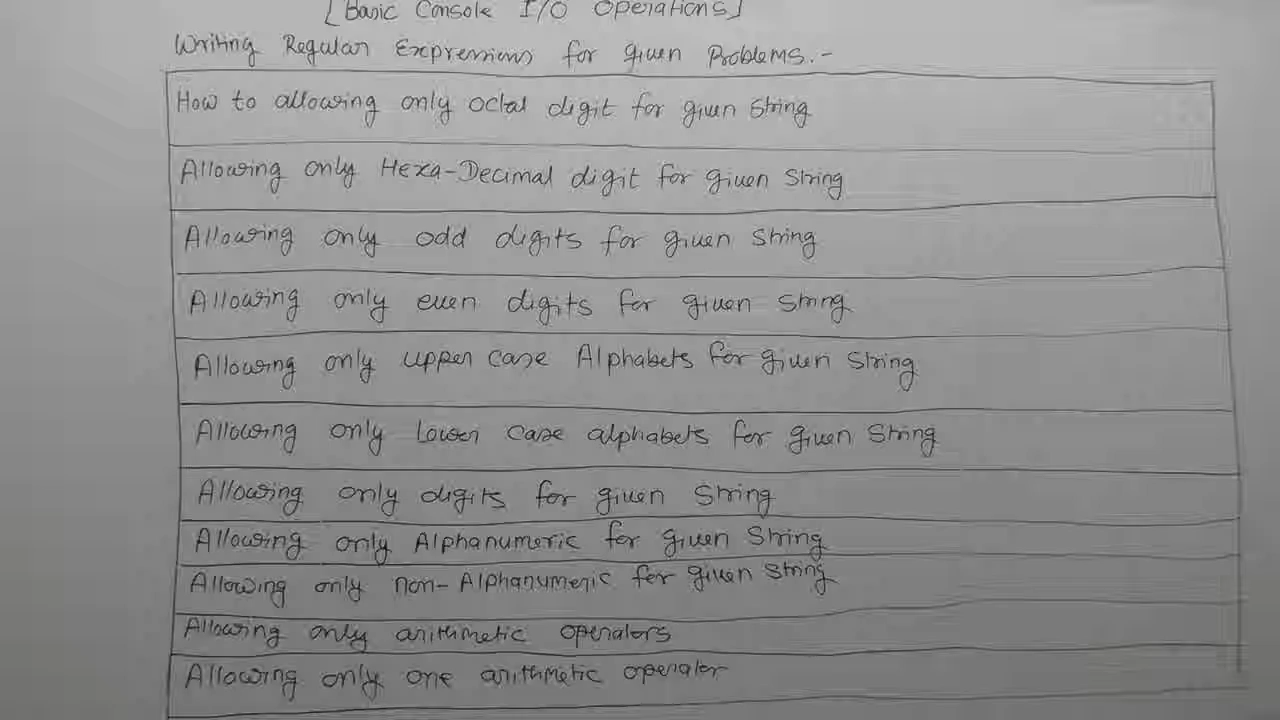 [Basic Console I/O Operations]
Writing Regular Expressions for given Problems.-
How to allowing only octal digit for given String
Allowing only Hexa-Decimal digit for given String
Allowing only odd digits for given String
Allowing only even digits for given String
Allowing only upper case Alphabets for given String
Allowing only lower case alphabets for given String
Allowing only digits for given String
Allowing only Alphanumeric for given String
Allowing only non-Alphanumeric for given String
Allowing only arithmetic operators
Allowing only one arithmetic operator